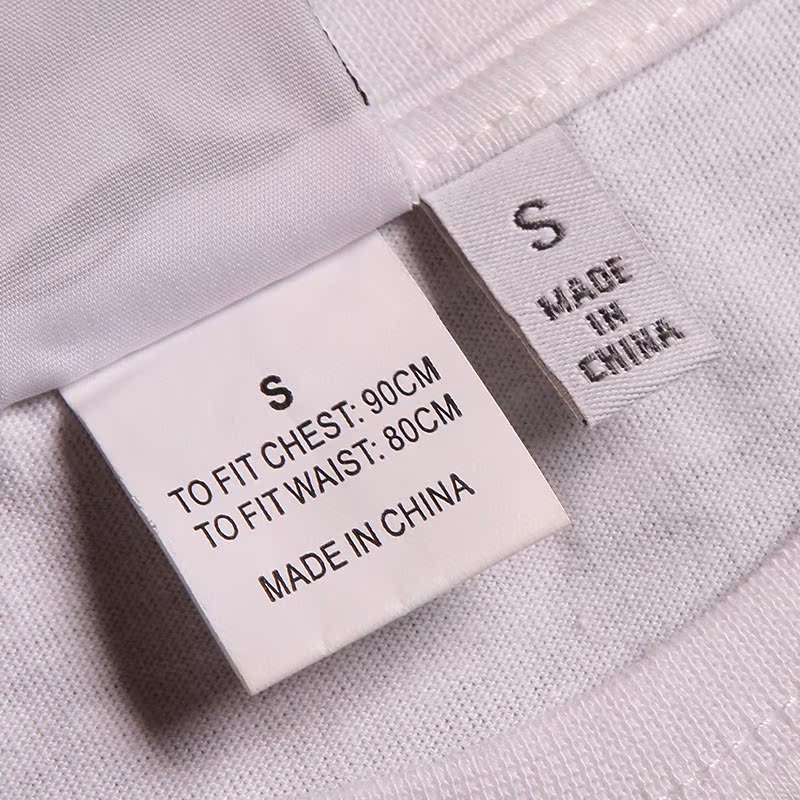 S
TO FIT CHEST: 90CM
TO FIT WAIST: 80CM
MADE IN CHINA
S
MADE
IN
CHINA